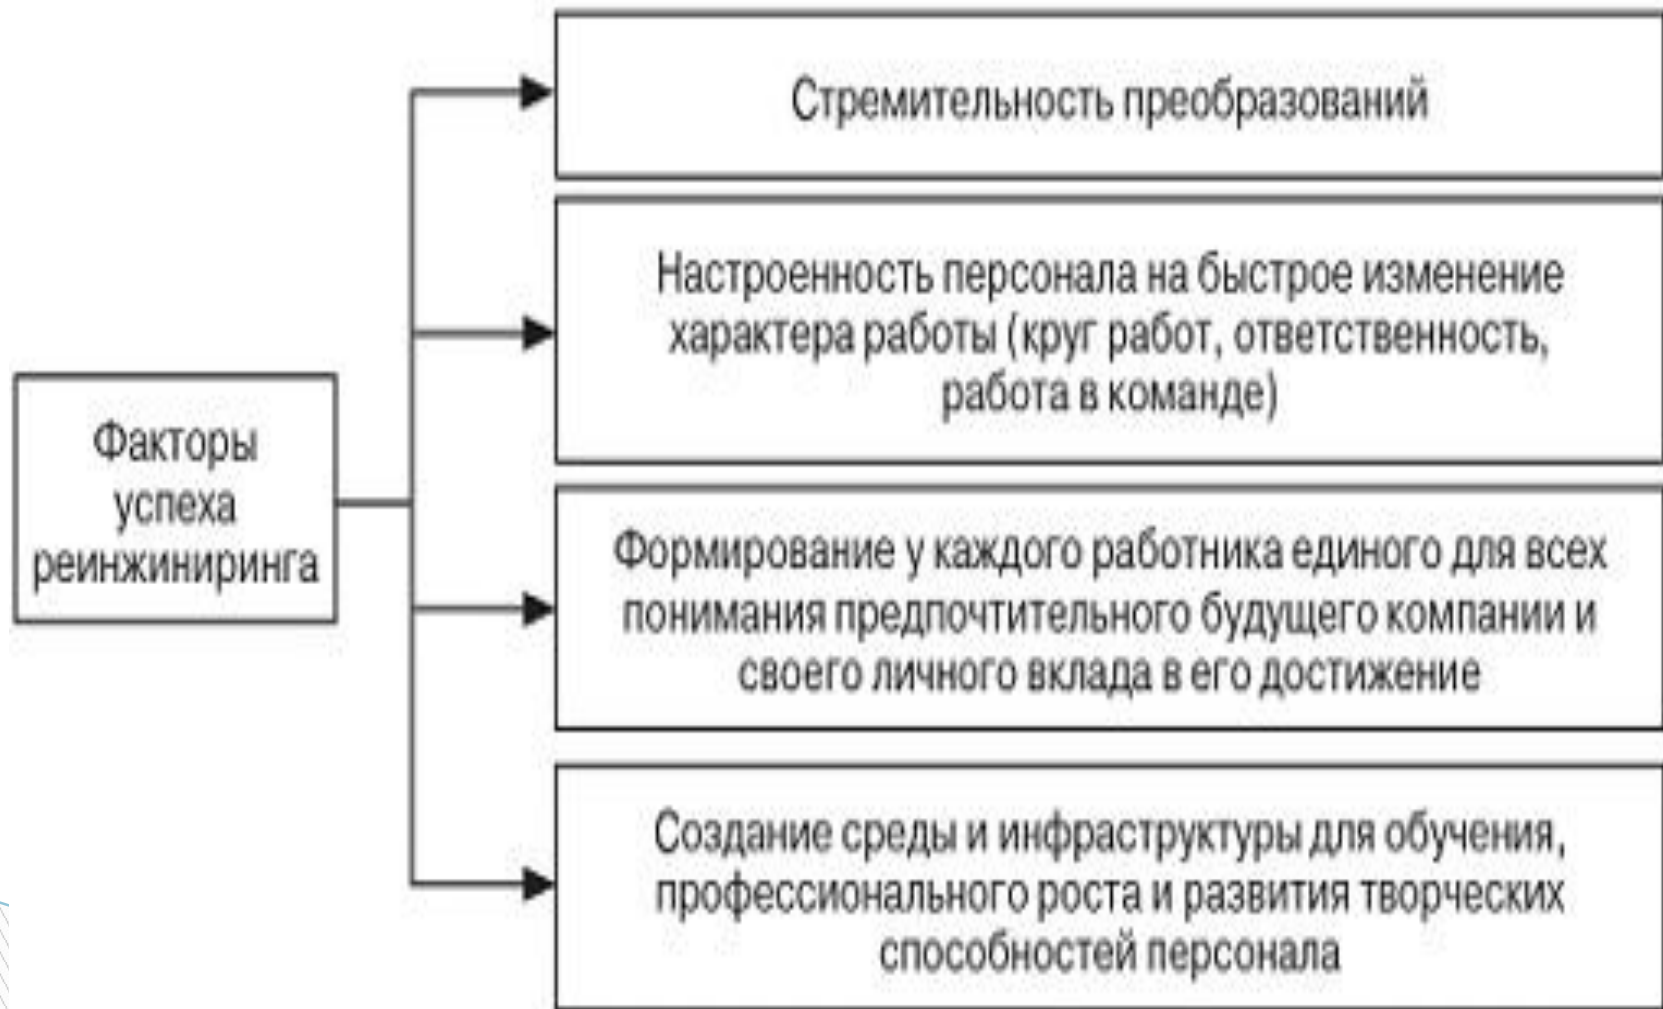 Факторы
успеха
реинжиниринга
Стремительность преобразований
Настроенность персонала на быстрое изменение
характера работы (круг работ, ответственность,
работа в команде)
Формирование у каждого работника единого для всех
понимания предпочтительного будущего компании и
своего личного вклада в его достижение
Создание среды и инфраструктуры для обучения,
профессионального роста и развития творческих
способностей персонала